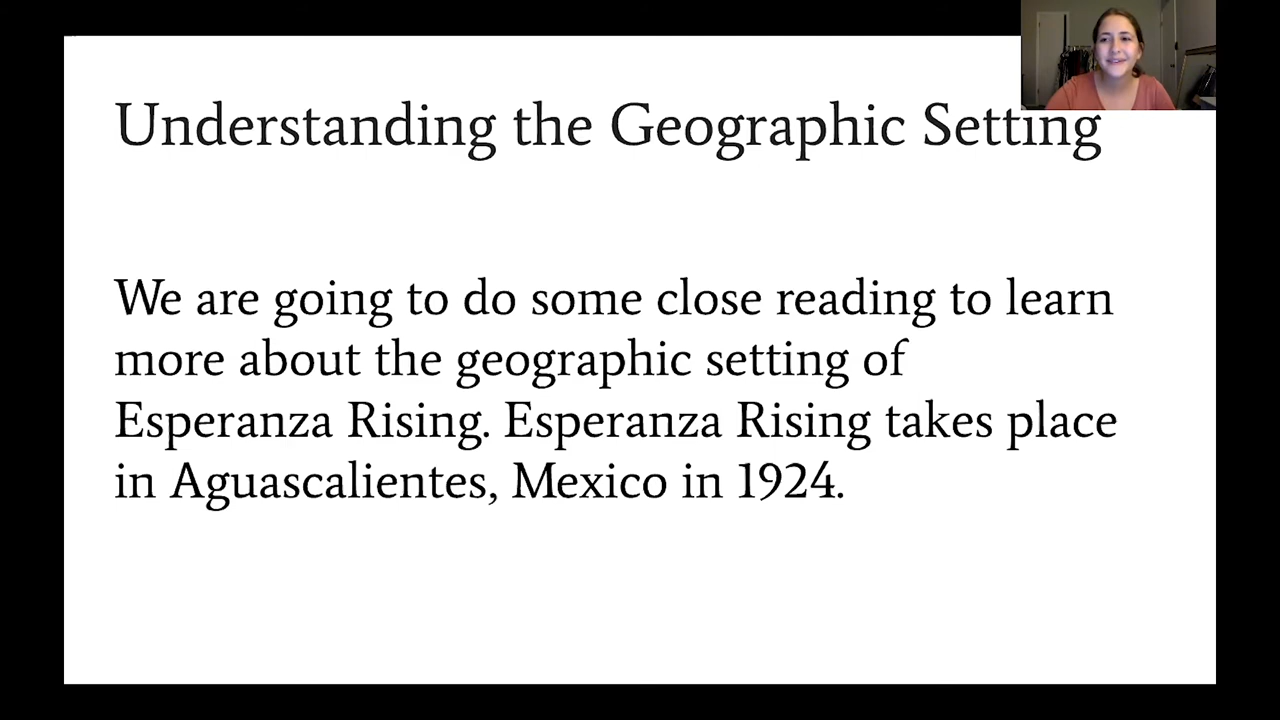 Understanding the Geographic Setting
We are going to do some close reading to learn
more about the geographic setting of
Esperanza Rising. Esperanza Rising takes place
in Aguascalientes, Mexico in 1924.